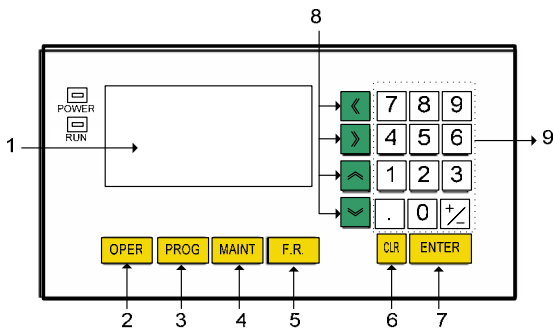 8
POWER
RUN
1
7 8 9
4 5 6
1 2 3
. 0 +/-
9
OPER PROG MAINT F.R. CLR ENTER
2 3 4 5 6 7